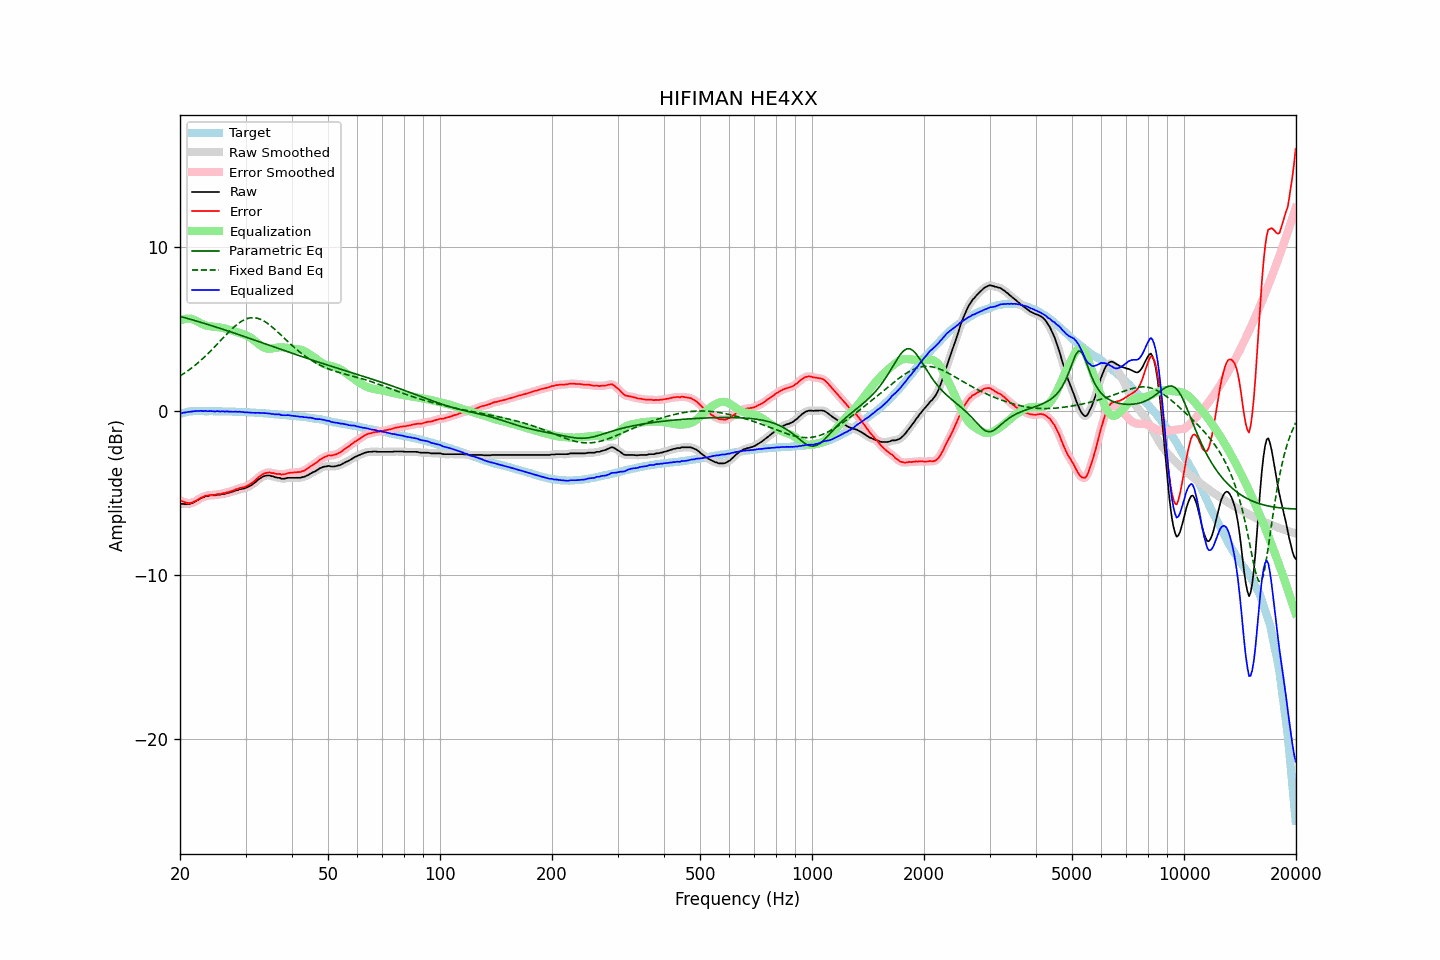 HIFIMAN HE4XX
Target
Raw Smoothed
Error Smoothed
Raw
Error
Equalization
Parametric Eq
Fixed Band Eq
Equalized
10
0
−10
−20
Amplitude (dBr)
20
50
100
200
500
1000
2000
5000
10000
20000
Frequency (Hz)